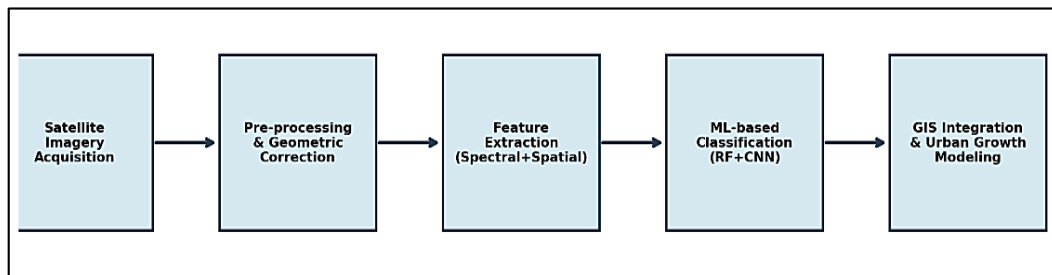 Satellite
Imagery
Acquisition
Pre-processing
& Geometric
Correction
Feature
Extraction
(Spectral+Spatial)
ML-based
Classification
(RF+CNN)
GIS Integration
& Urban Growth
Modeling